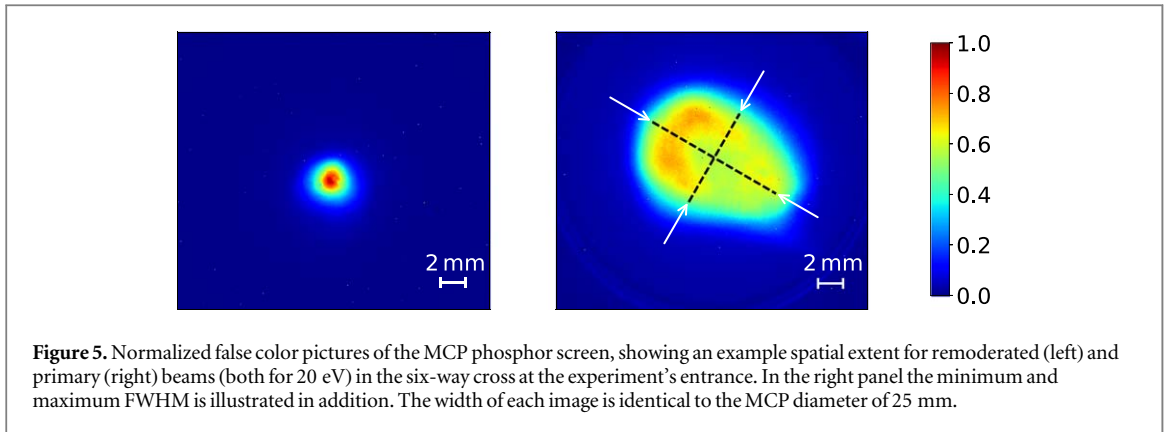 2 mm
2 mm
1.0
0.8
0.6
0.4
0.2
0.0
Figure 5. Normalized false color pictures of the MCP phosphor screen, showing an example spatial extent for remoderated (left) and
primary (right) beams (both for 20 eV) in the six-way cross at the experiment's entrance. In the right panel the minimum and
maximum FWHM is illustrated in addition. The width of each image is identical to the MCP diameter of 25 mm.